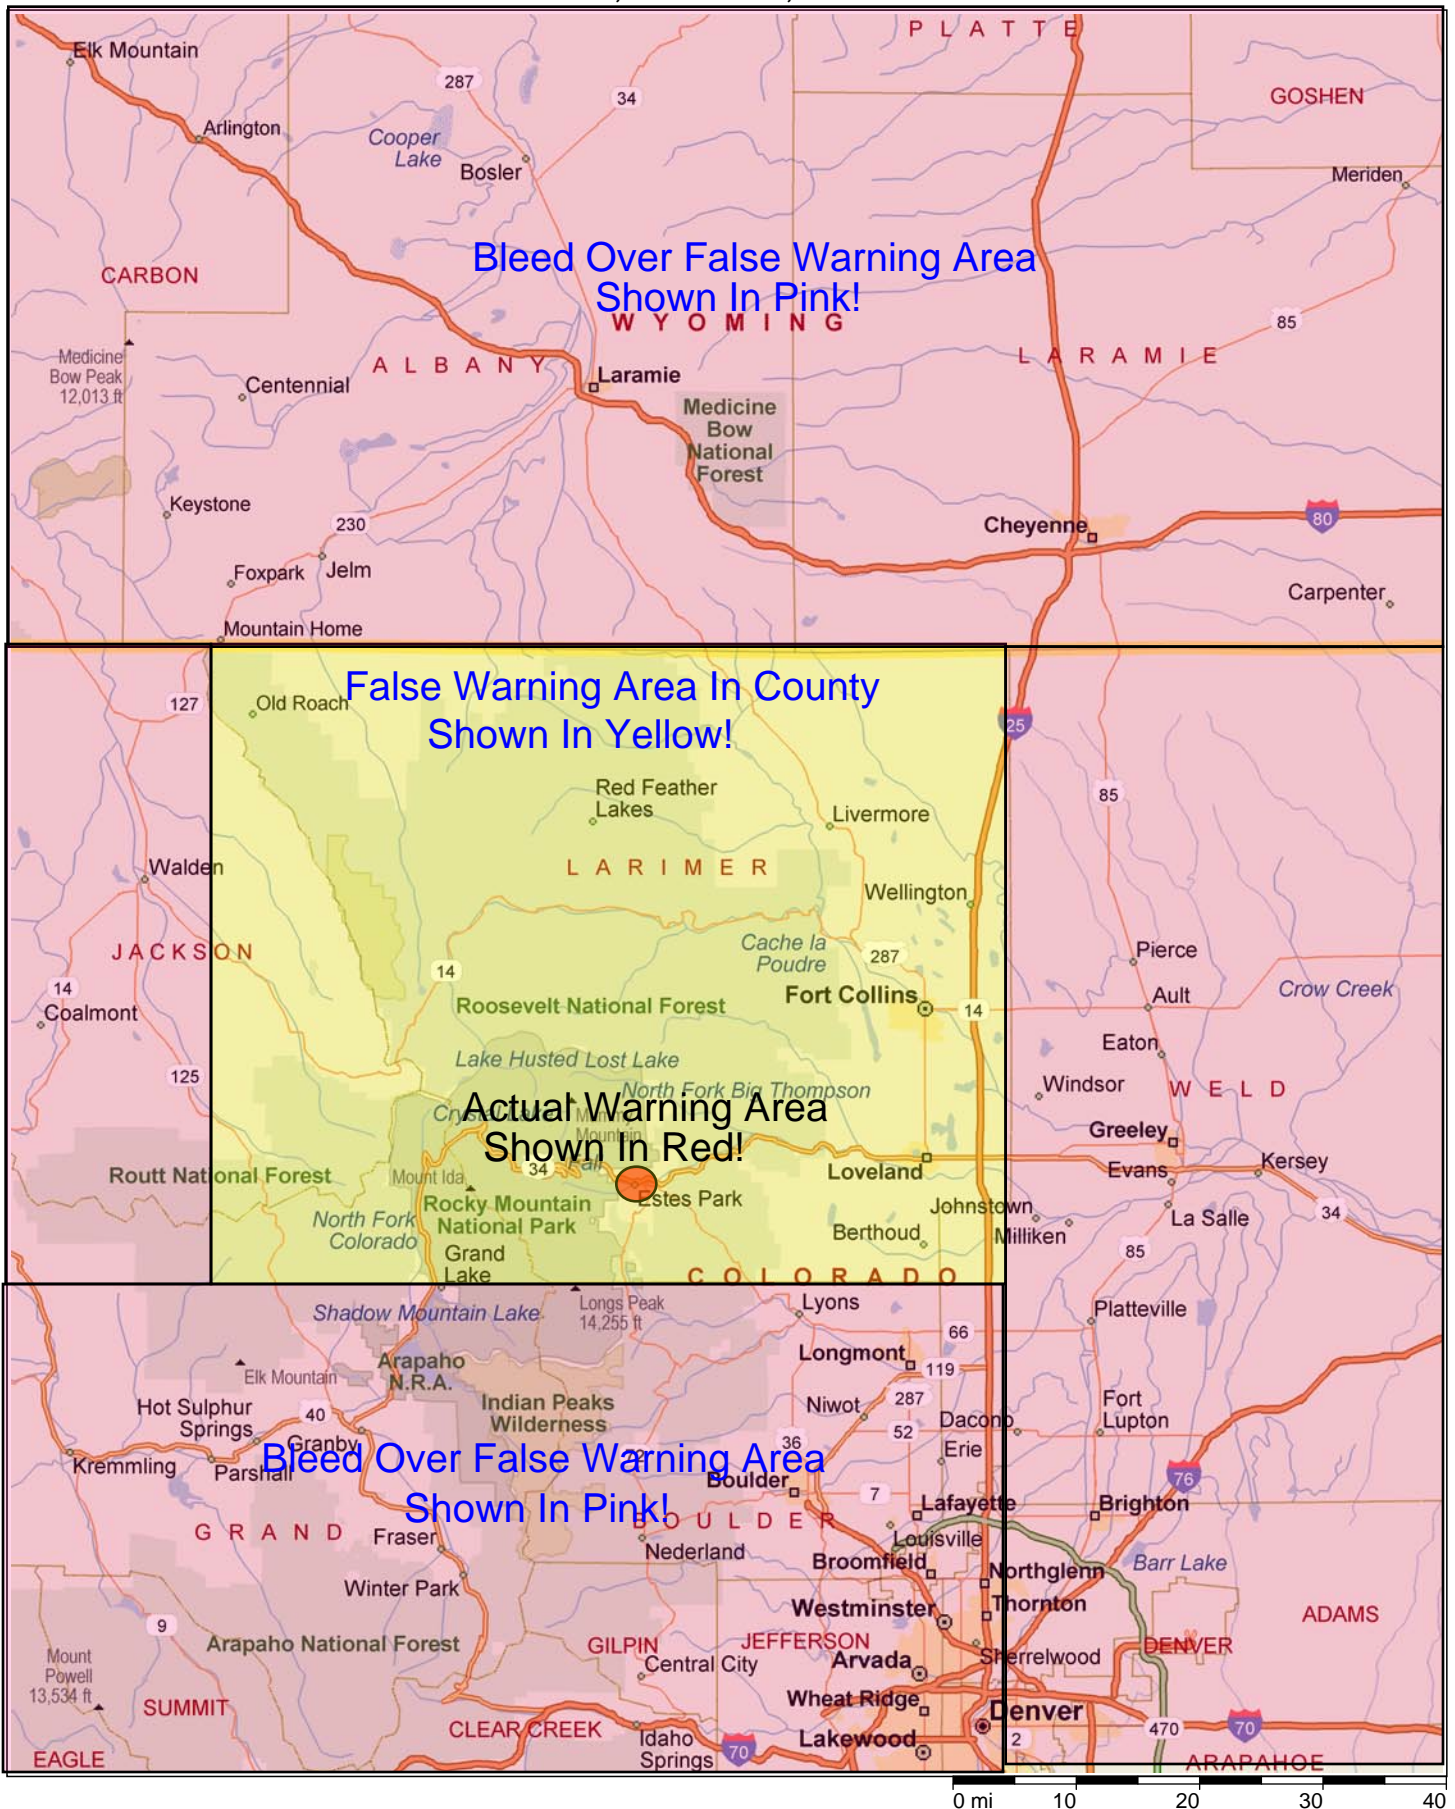 PLATTE
Elk Mountain
287
34
GOSHEN
Arlington
Cooper
Lake
Bosler
Meriden
Bleed Over False Warning Area
Shown In Pink!
CARBON
WYOMING
85
Medicine
Bow Peak
12,013 ft
ALBANY
LARAMIE
Centennial
Laramie
Medicine
Bow
National
Forest
Keystone
230
Cheyenne
80
Foxpark
Jelm
Carpenter
Mountain Home
127
Old Roach
False Warning Area In County
Shown In Yellow!
25
Red Feather
Lakes
85
Livermore
Walden
LARIMER
Wellington
JACKSON
Cache la
Poudre
287
Pierce
14
14
Coalmont
Roosevelt National Forest
Fort Collins
14
Ault
Crow Creek
Eaton
Lake Husted Lost Lake
125
North Fork Big Thompson
Windsor
WELD
Crystal Lake
Actual Warning Area
Mummy
Mountain
Shown In Red!
Greeley
34
Fall
Loveland
Evans
Kersey
Routt National Forest
Mount Ida
Rocky Mountain
National Park
Estes Park
Johnstown
La Salle
34
North Fork
Colorado
Berthoud
Milliken
85
Grand
Lake
COLORADO
Shadow Mountain Lake
Longs Peak
14,255 ft
Lyons
Platteville
66
Longmont
119
Arapaho
N.R.A.
Elk Mountain
Indian Peaks
Wilderness
Niwot
287
Dacono
Fort
Lupton
Hot Sulphur
Springs
40
Granby
52
36
Erie
Kremmling
Parshall
Bleed Over False Warning Area
Shown In Pink!
72
Boulder
76
7
Lafayette
Brighton
GRAND
Fraser
BOULDER
Louisville
Nederland
Broomfield
Northglenn
Barr Lake
Winter Park
Westminster
Thornton
ADAMS
9
Arapaho National Forest
GILPIN
JEFFERSON
DENVER
Mount
Powell
13,534 ft
Central City
Arvada
Sherrelwood
SUMMIT
Wheat Ridge
Denver
CLEAR CREEK
Idaho
Springs
70
Lakewood
2
470
70
EAGLE
ARAPAHOE
0 mi 10 20 30 40